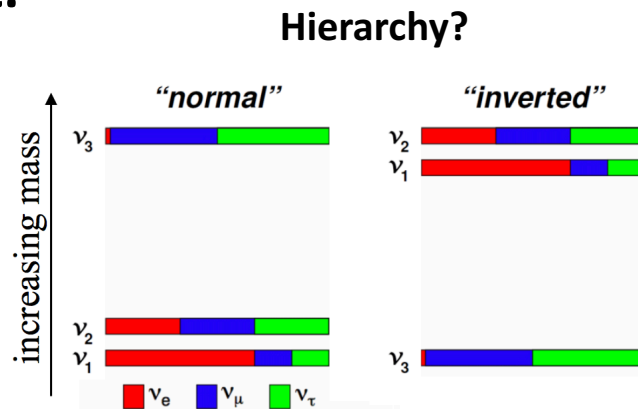 Hierarchy?
"normal"
"inverted"
increasing mass
ν3
ν2
ν1
ν2
ν1
ν3
νe
νμ
ντ